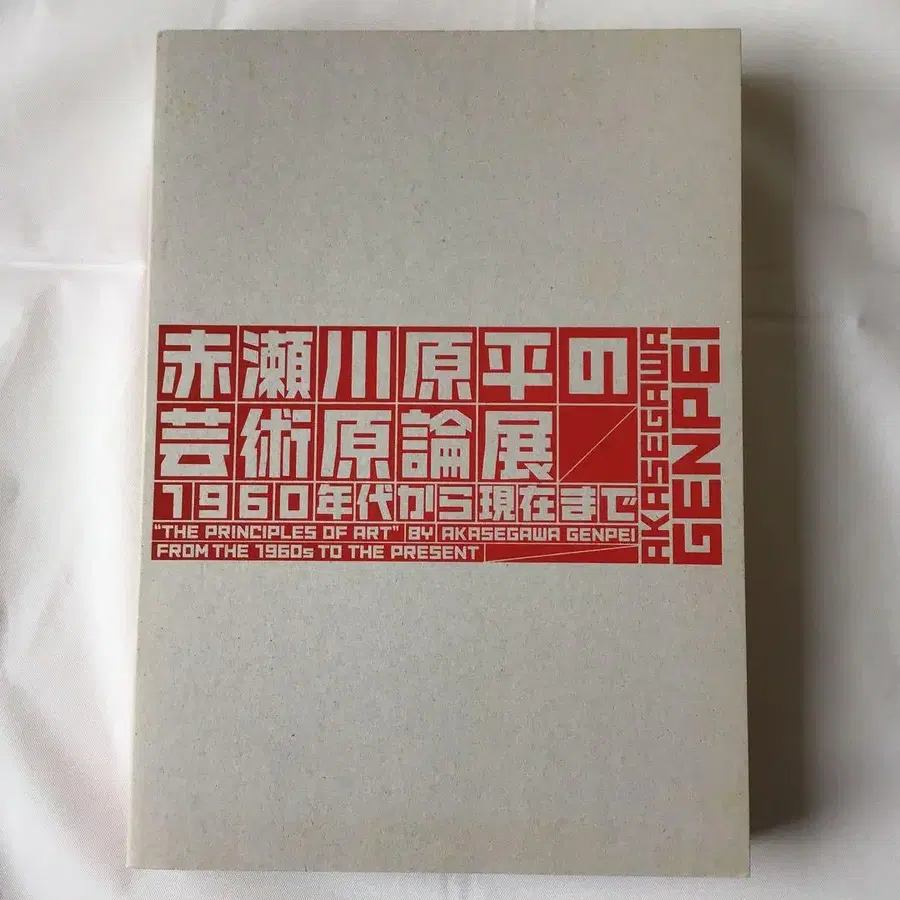 赤瀬川原平の
芸術原論展
1960年代から現在まで
"THE PRINCIPLES OF ART" BY AKASEGAWA GENPEI
FROM THE 1960s TO THE PRESENT
AKASEGAWA
GENPEI